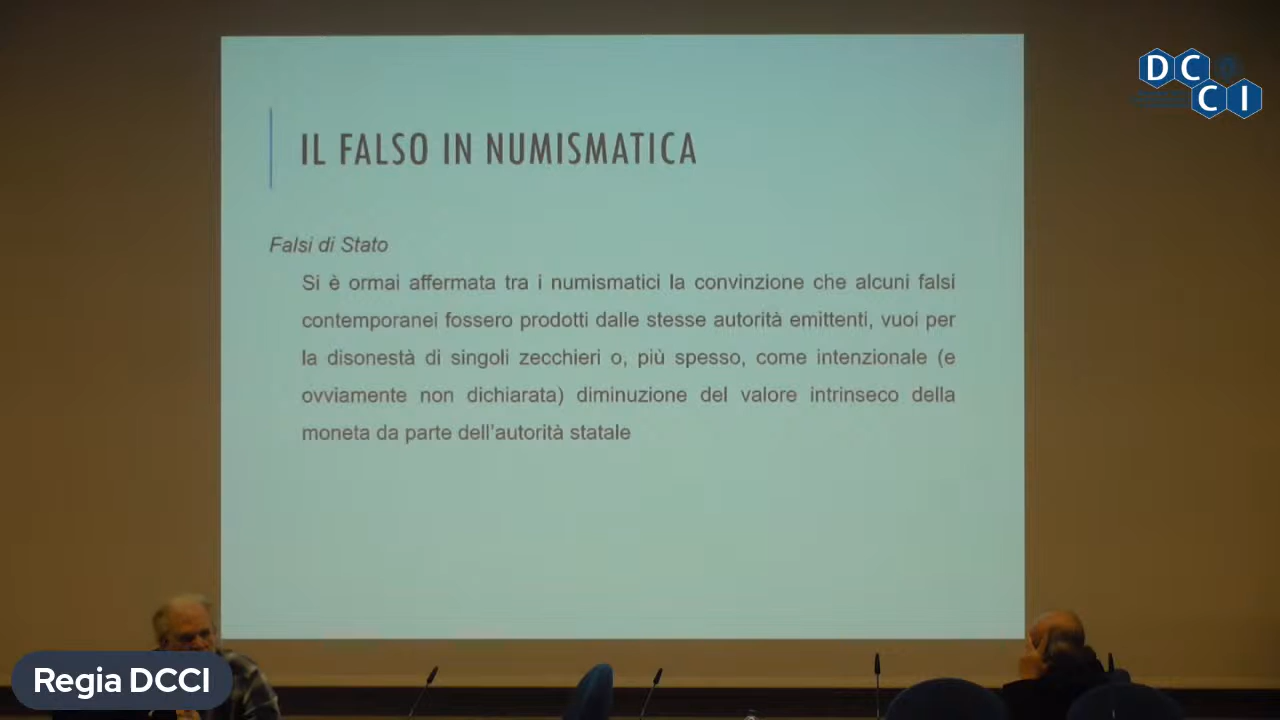 DC
CI
IL FALSO IN NUMISMATICA
Falsi di Stato
Si è ormai affermata tra i numismatici la convinzione che alcuni falsi
contemporanei fossero prodotti dalle stesse autorità emittenti, vuoi per
la disonestà di singoli zecchieri o, più spesso, come intenzionale (e
ovviamente non dichiarata) diminuzione del valore intrinseco della
moneta da parte dell'autorità statale
Regia DCCI